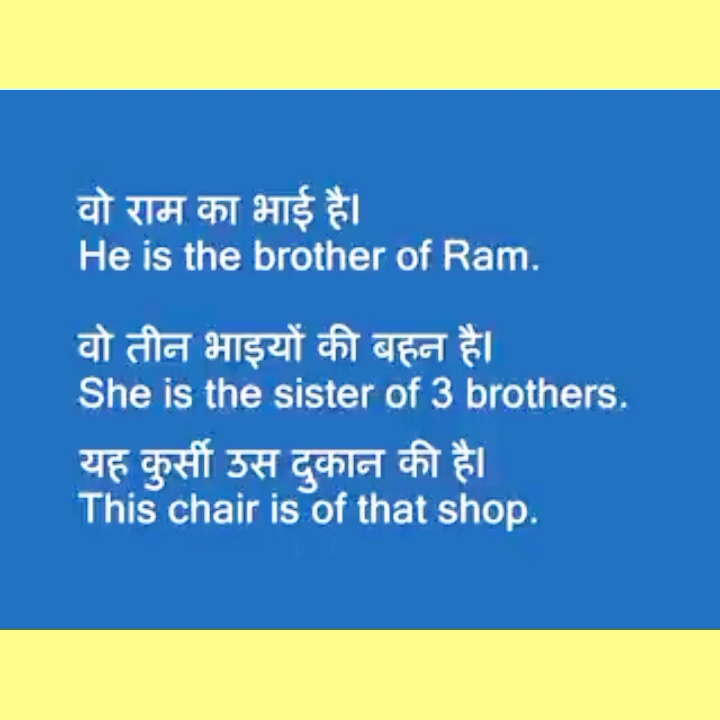 वो राम का भाई है।
He is the brother of Ram.
वो तीन भाइयों की बहन है।
She is the sister of 3 brothers.
यह कुर्सी उस दुकान की है।
This chair is of that shop.